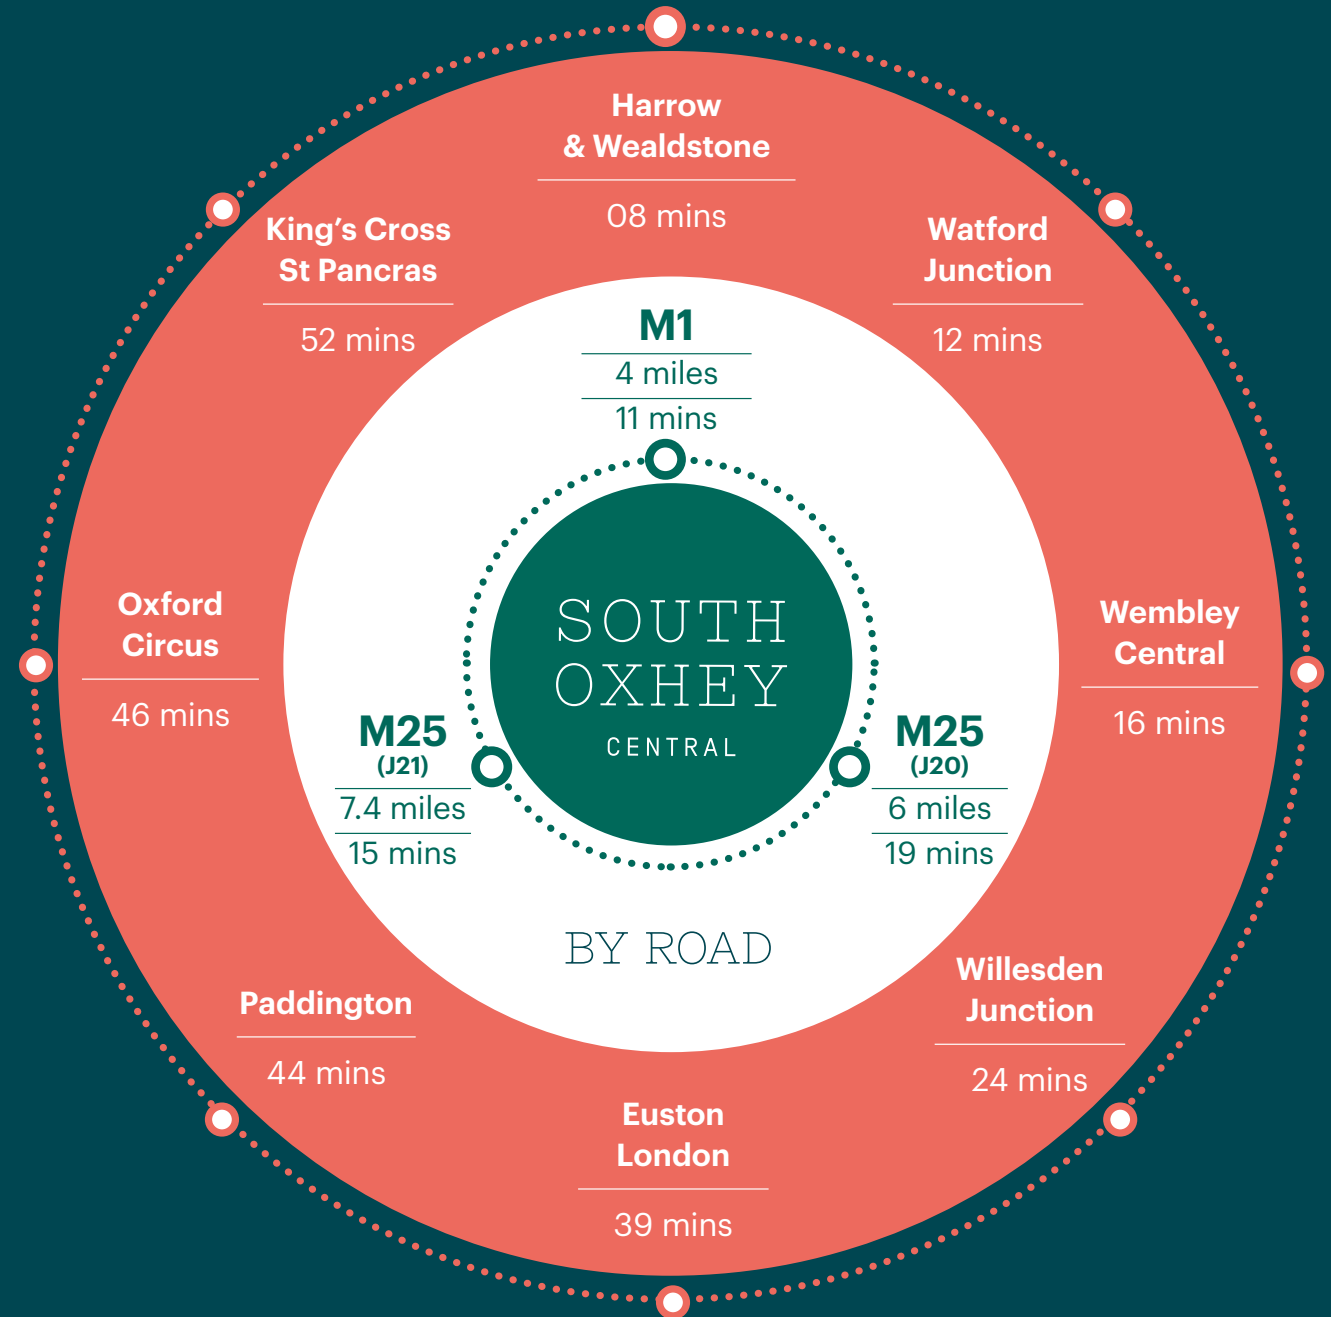 Harrow
& Wealdstone
08 mins
Watford
Junction
12 mins
Wembley
Central
16 mins
Willesden
Junction
24 mins
Euston
London
39 mins
Paddington
44 mins
Oxford
Circus
46 mins
King’s Cross
St Pancras
52 mins
M1
4 miles
11 mins
M25
(J20)
6 miles
19 mins
M25
(J21)
7.4 miles
15 mins
SOUTH
OXHEY
CENTRAL
BY ROAD